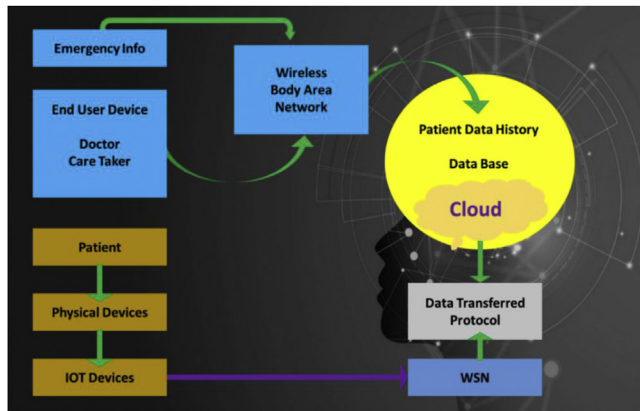 Emergency Info
End User Device
Doctor
Care Taker
Wireless
Body Area
Network
Patient Data History
Data Base
Cloud
Patient
Physical Devices
IOT Devices
Data Transferred
Protocol
WSN